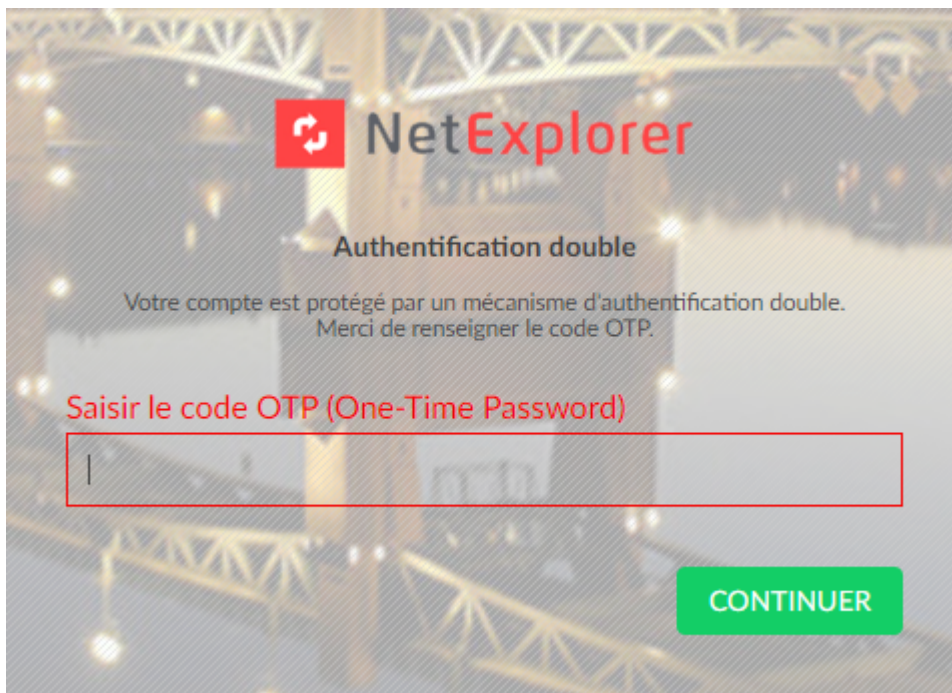 NetExplorer
Authentification double
Votre compte est protégé par un mécanisme d'authentification double.
Merci de renseigner le code OTP.
Saisir le code OTP (One-Time Password)
CONTINUER